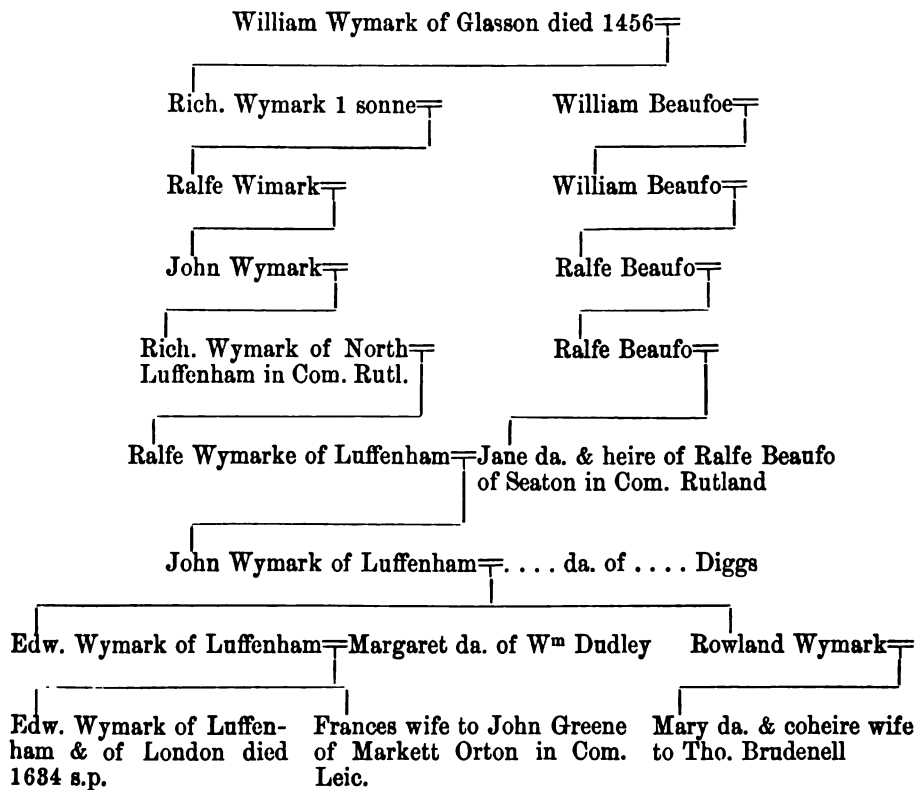 William Wymark of Glasson died 1456
Rich. Wymark 1 sonne
William Beaufoe
Ralfe Wimark
William Beaufo
John Wymark
Ralfe Beaufo
Rich. Wymark of North
Luffenham in Com. Rutl.
Ralfe Beaufo
Ralfe Wymarke of Luffenham
Jane da. & heire of Ralfe Beaufo
of Seaton in Com. Rutland
John Wymark of Luffenham
. . . . da. of . . . . Diggs
Edw. Wymark of Luffenham
Margaret da. of Wᵐ Dudley
Rowland Wymark
Edw. Wymark of Luffen-
ham & of London died
1634 s.p.
Frances wife to John Greene
of Markett Orton in Com.
Leic.
Mary da. & coheire wife
to Tho. Brudenell